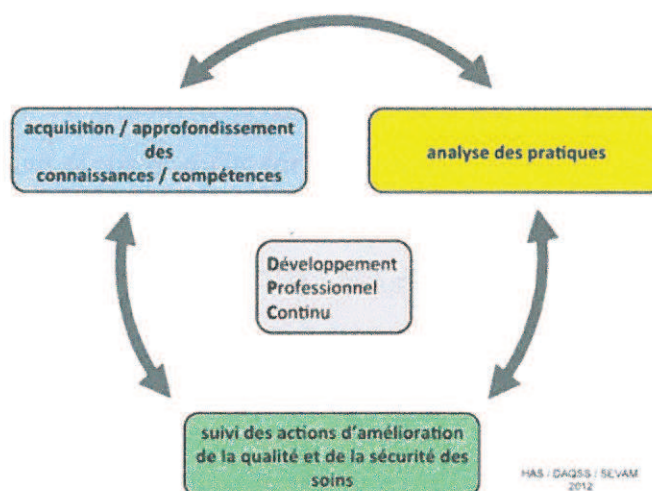 acquisition / approfondissement
des
connaissances / compétences
analyse des pratiques
Développement
Professionnel
Continu
suivi des actions d'amélioration
de la qualité et de la sécurité des
soins
HAS / DAQSS / SEVAM
2012